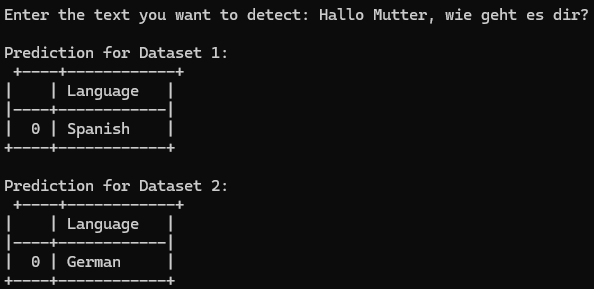 Enter the text you want to detect: Hallo Mutter, wie geht es dir?
Prediction for Dataset 1:
 +----+------------+
|    | Language   |
|----+------------|
|  0 | Spanish    |
+----+------------+
Prediction for Dataset 2:
 +----+------------+
|    | Language   |
|----+------------|
|  0 | German     |
+----+------------+